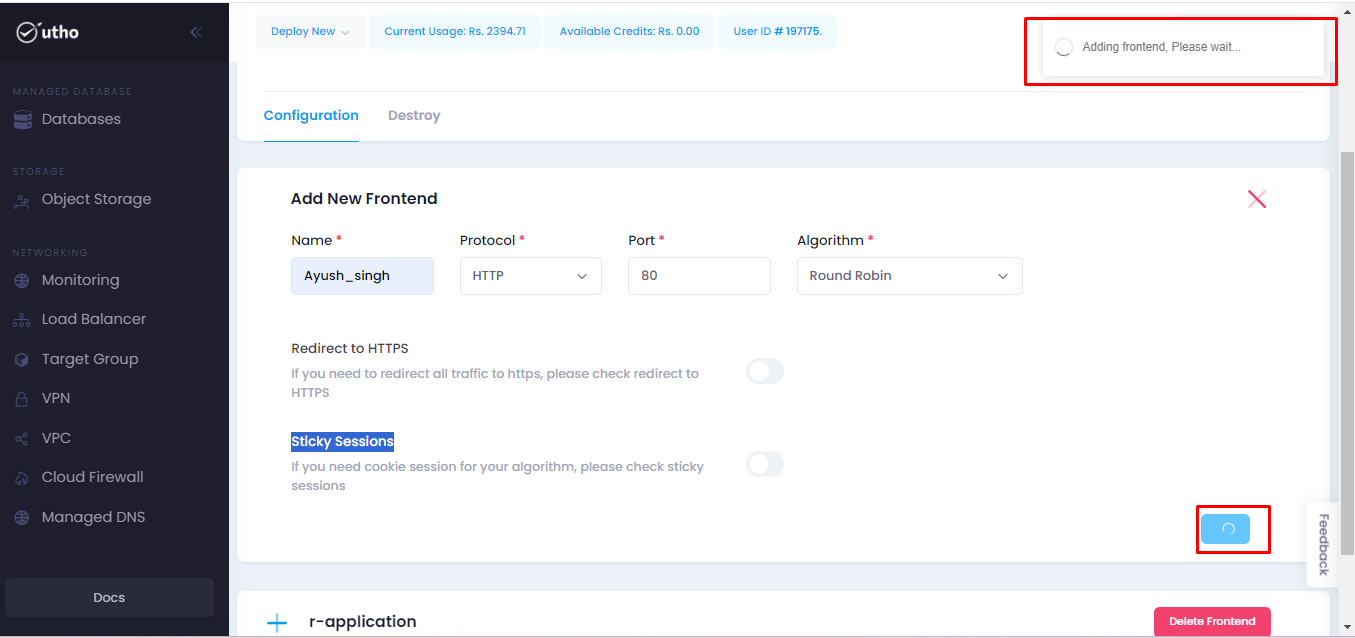 utho
Deploy New
Current Usage: Rs. 2394.71
Available Credits: Rs. 0.00
User ID # 197175.
Adding frontend, Please wait...
MANAGED DATABASE
Databases
STORAGE
Object Storage
NETWORKING
Monitoring
Load Balancer
Target Group
VPN
VPC
Cloud Firewall
Managed DNS
Docs
Configuration
Destroy
Add New Frontend
Name *
Protocol *
Port *
Algorithm *
Ayush_singh
HTTP
80
Round Robin
Redirect to HTTPS
If you need to redirect all traffic to https, please check redirect to
HTTPS
Sticky Sessions
If you need cookie session for your algorithm, please check sticky
sessions
Feedback
r-application
Delete Frontend